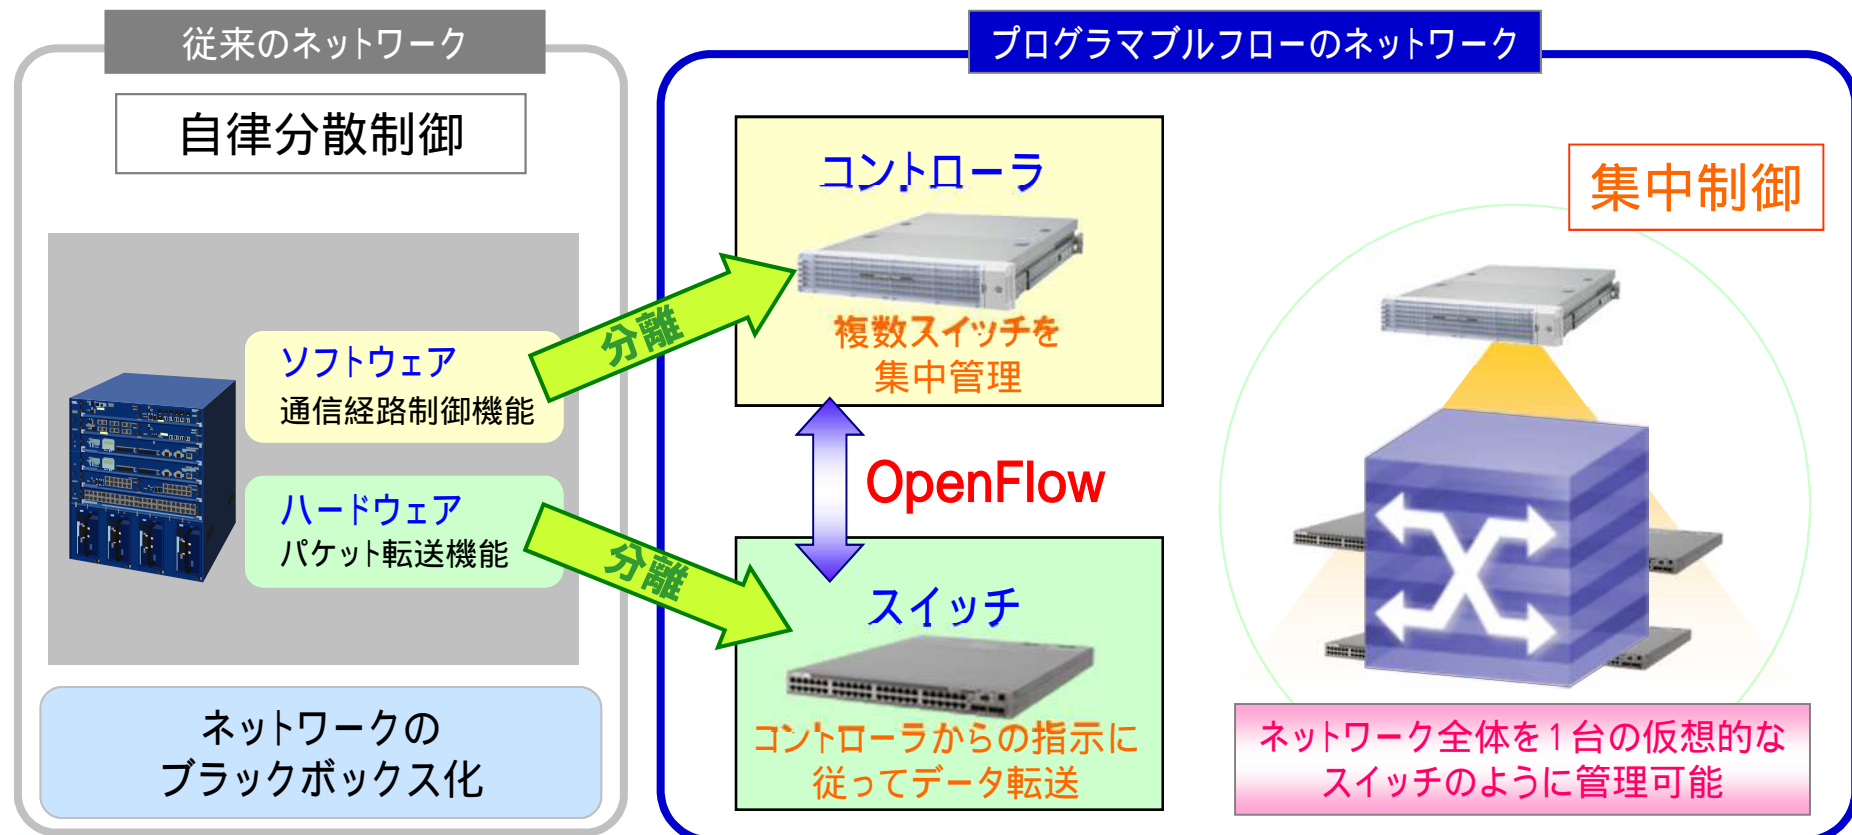 従来のネットワーク
自律分散制御
ソフトウェア
通信経路制御機能
ハードウェア
パケット転送機能
ネットワークの
ブラックボックス化
分離
分離
プログラマブルフローのネットワーク
コントローラ
複数スイッチを
集中管理
OpenFlow
スイッチ
コントローラからの指示に
従ってデータ転送
集中制御
ネットワーク全体を1台の仮想的な
スイッチのように管理可能